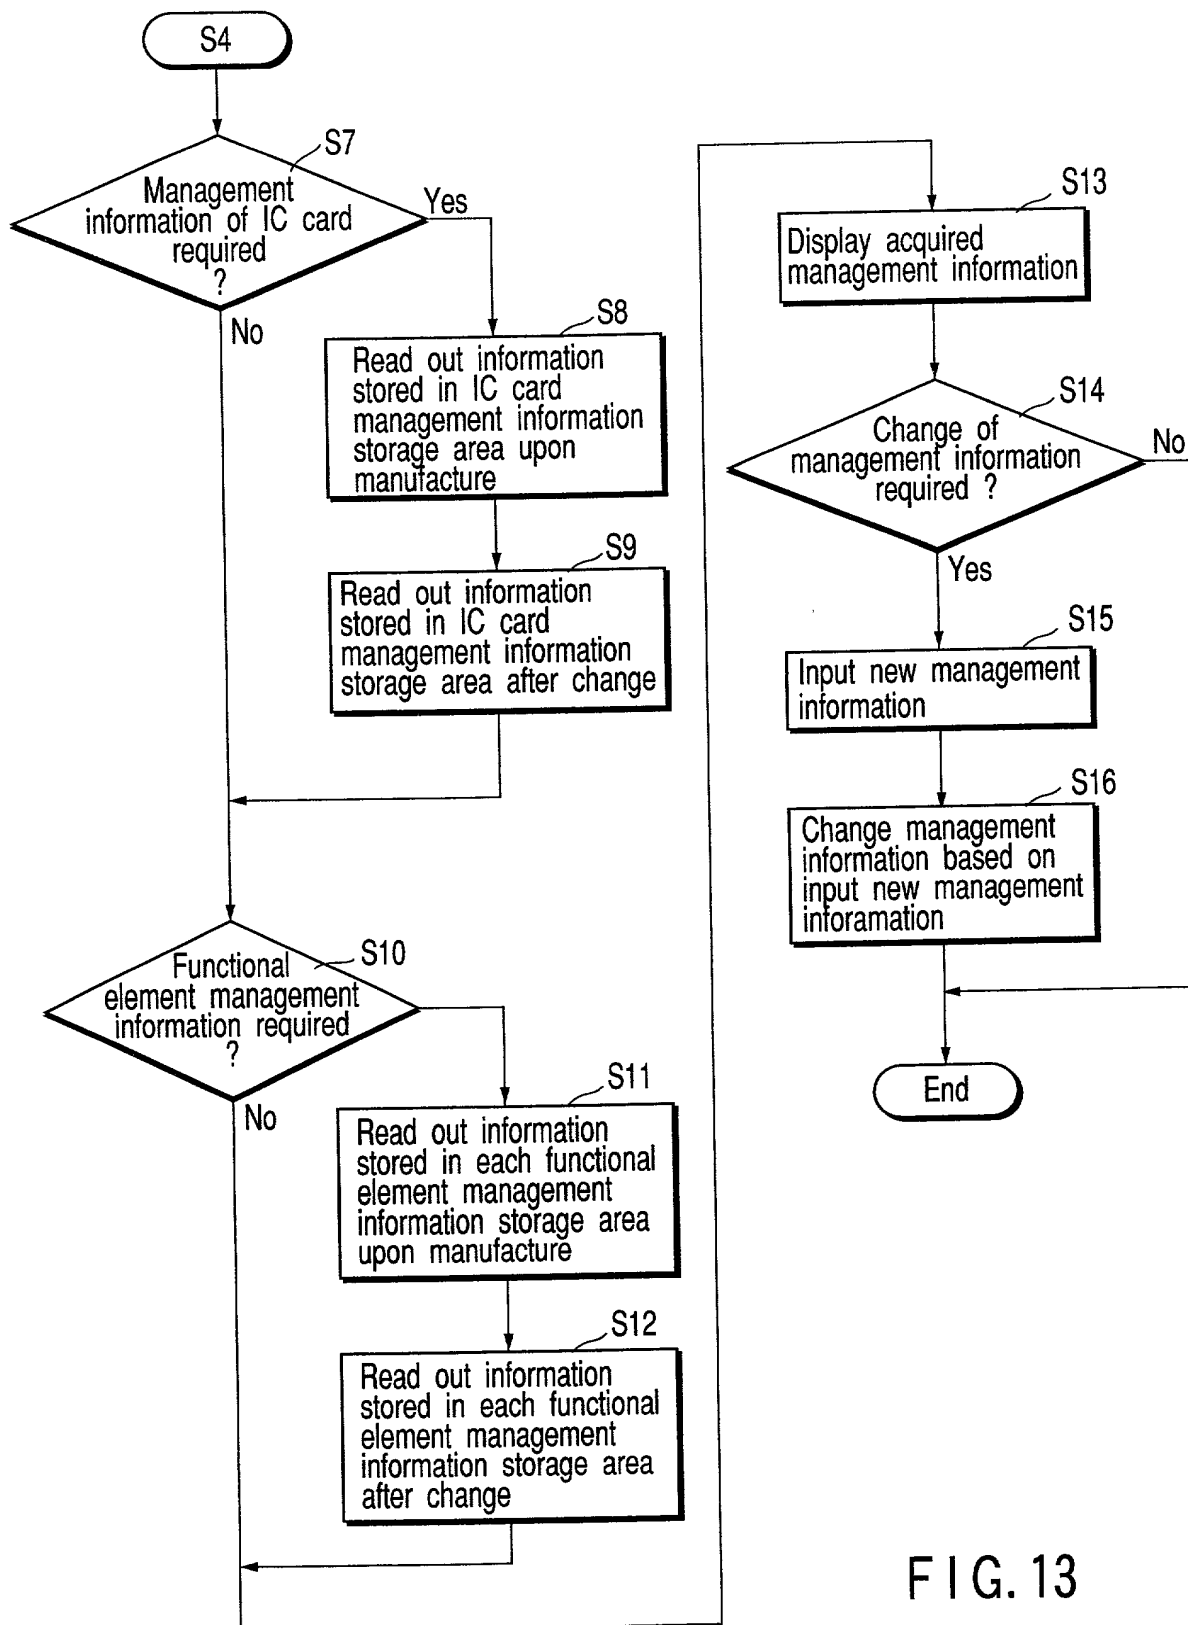 S4
S7
Management
information of IC card
required
?
Yes
No
S8
Read out information
stored in IC card
management information
storage area upon
manufacture
S9
Read out information
stored in IC card
management information
storage area after change
S10
Functional
element management
information required
?
No
S11
Read out information
stored in each functional
element management
information storage area
upon manufacture
S12
Read out information
stored in each functional
element management
information storage area
after change
S13
Display acquired
management information
S14
Change of
management information
required ?
No
Yes
S15
Input new management
information
S16
Change management
information based on
input new management
inforamation
End
FIG. 13